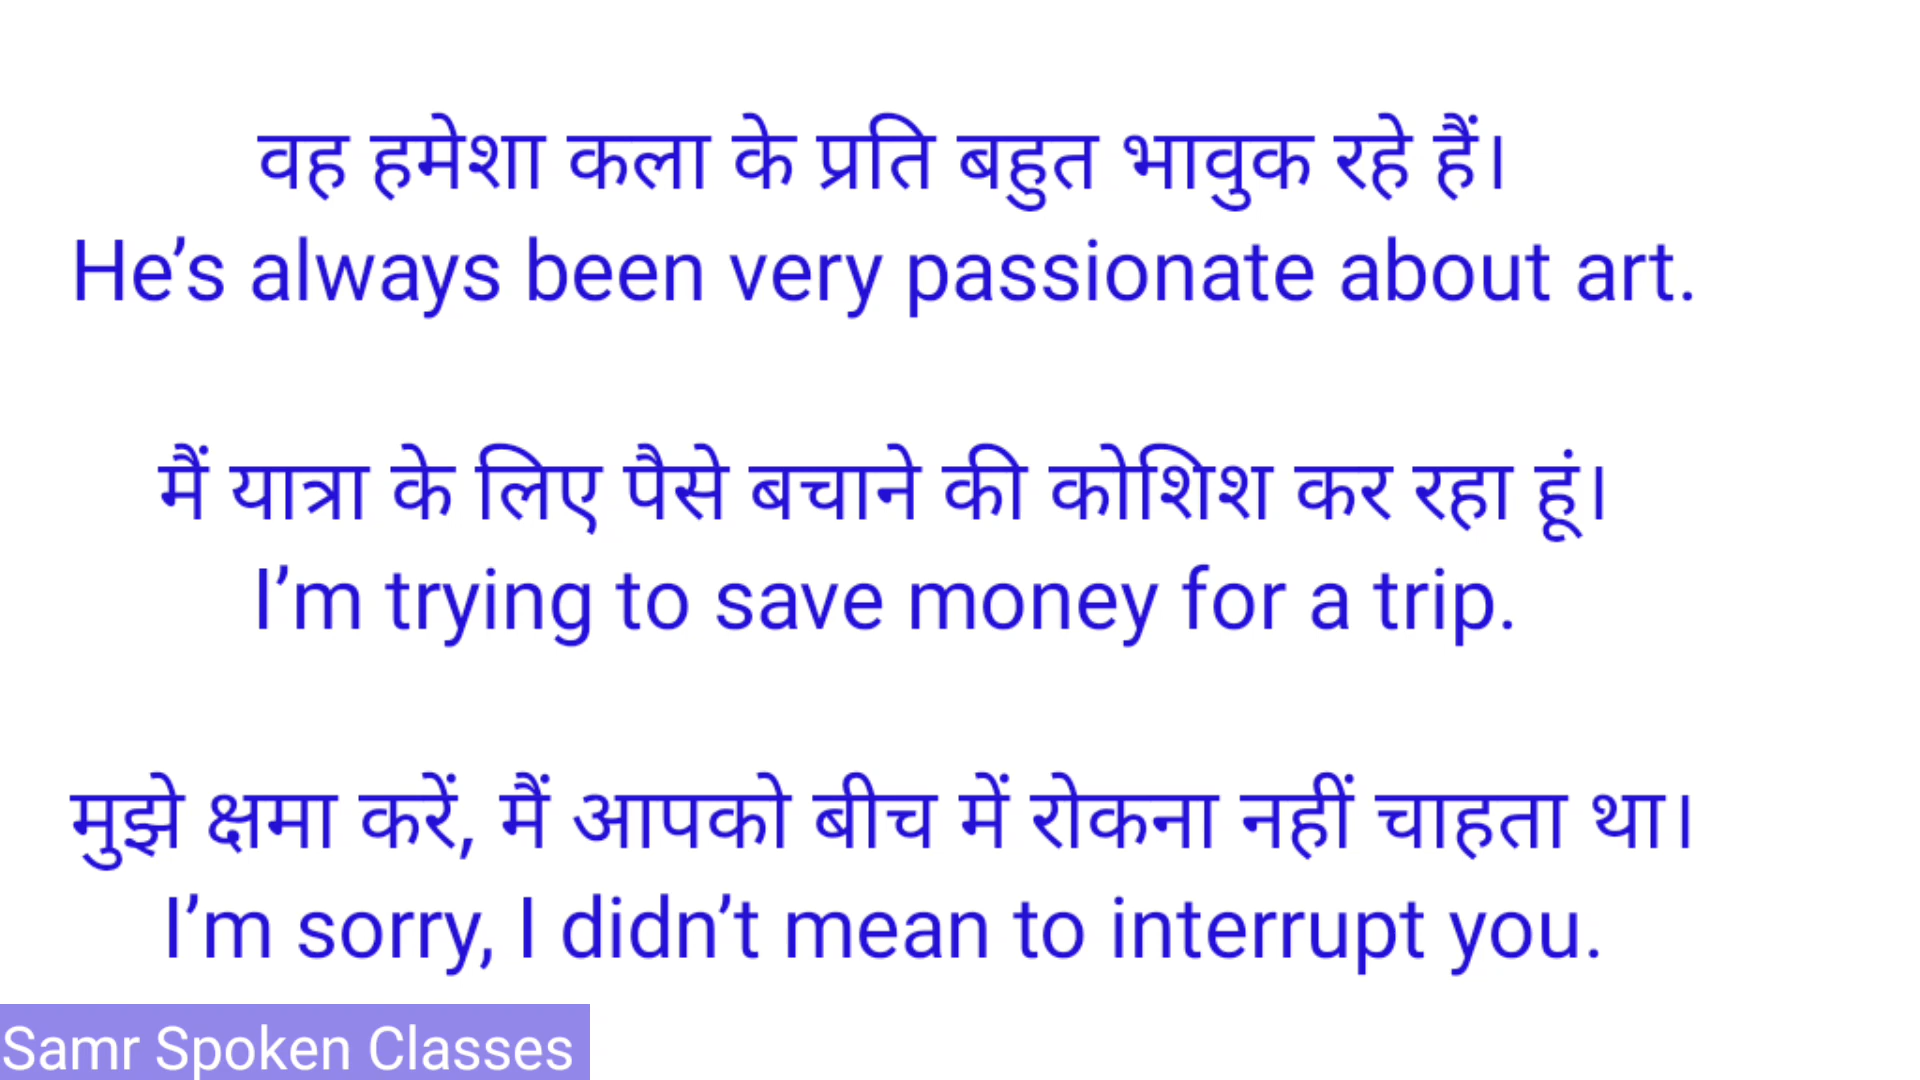 वह हमेशा कला के प्रति बहुत भावुक रहे हैं।
He’s always been very passionate about art.
मैं यात्रा के लिए पैसे बचाने की कोशिश कर रहा हूं।
I’m trying to save money for a trip.
मुझे क्षमा करें, मैं आपको बीच में रोकना नहीं चाहता था।
I’m sorry, I didn’t mean to interrupt you.
Samr Spoken Classes